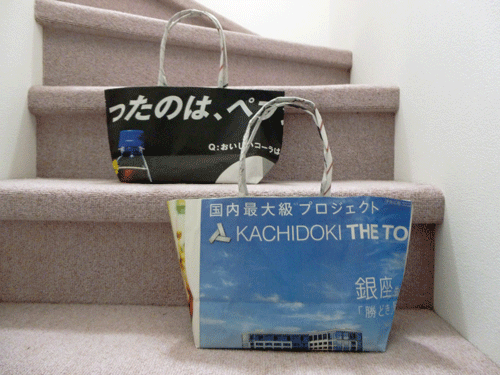 ったのは、ペプ
Q:おいしいコーラは
国内最大級プロジェクト
KACHIDOKI THE TO
銀座
「勝どき